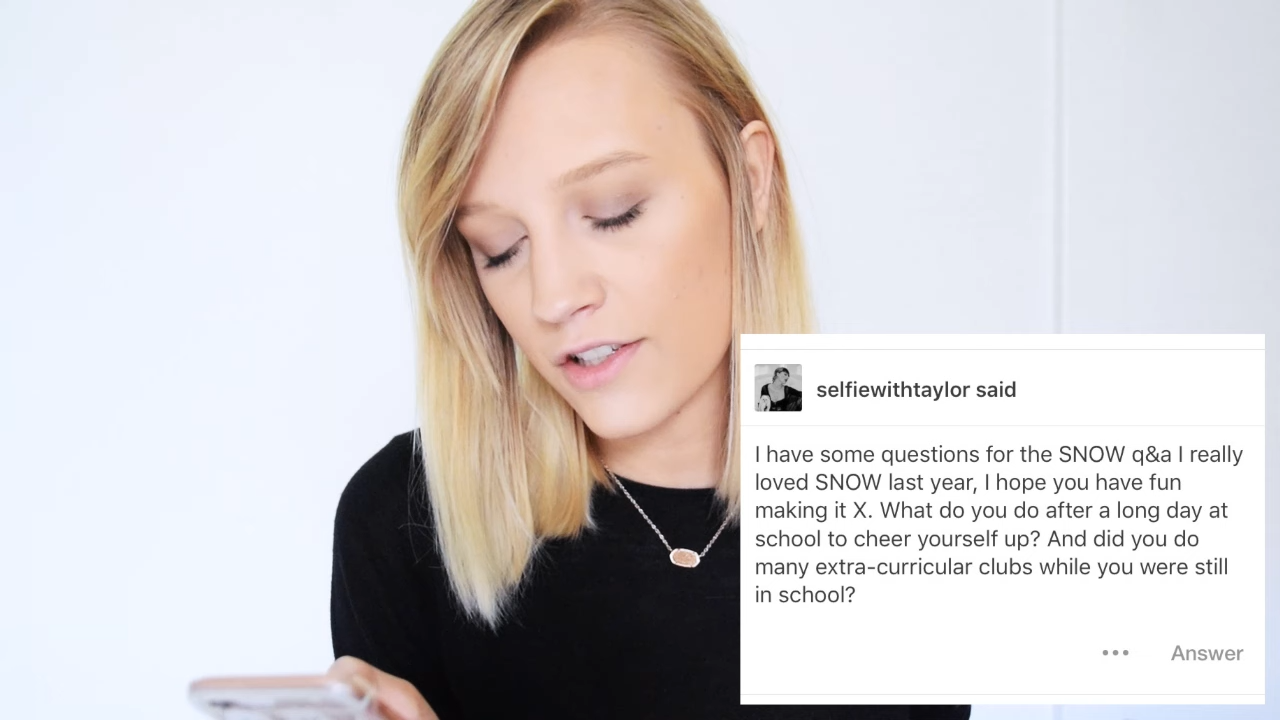 selfiewithtaylor said
I have some questions for the SNOW q&a I really
loved SNOW last year, I hope you have fun
making it X. What do you do after a long day at
school to cheer yourself up? And did you do
many extra-curricular clubs while you were still
in school?
••• Answer